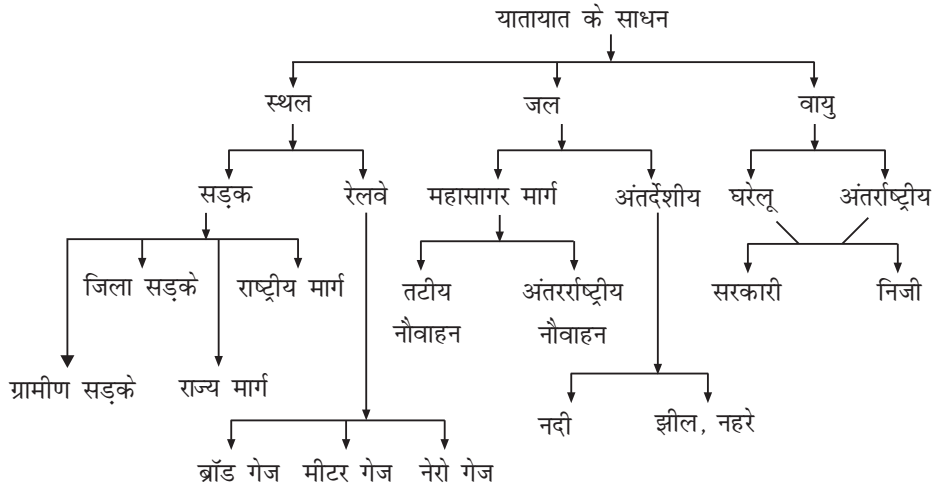 यातायात के साधन
स्थल जल वायु
सड़क रेलवे महासागर मार्ग अंतर्देशीय घरेलू अंतर्राष्ट्रीय
जिला सड़के राष्ट्रीय मार्ग तटीय अंतरर्राष्ट्रीय सरकारी निजी
नौवाहन नौवाहन
ग्रामीण सड़के राज्य मार्ग
नदी झील, नहरे
ब्रॉड गेज मीटर गेज नेरो गेज